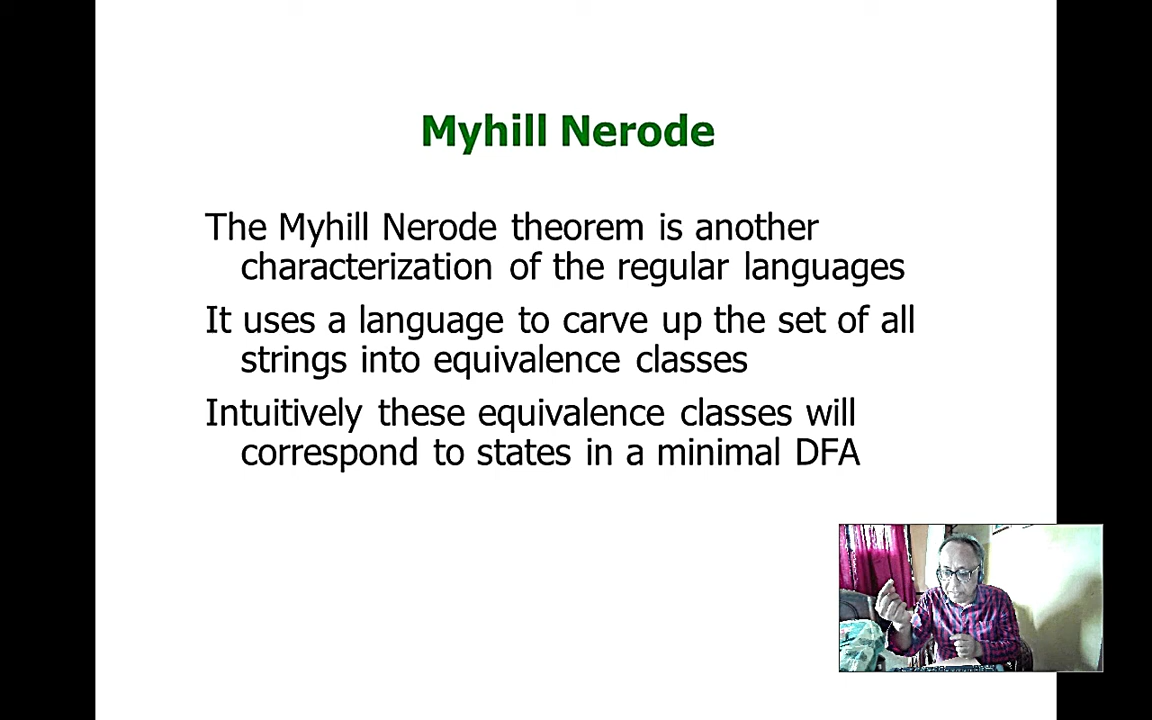 Myhill Nerode
The Myhill Nerode theorem is another
characterization of the regular languages
It uses a language to carve up the set of all
strings into equivalence classes
Intuitively these equivalence classes will
correspond to states in a minimal DFA